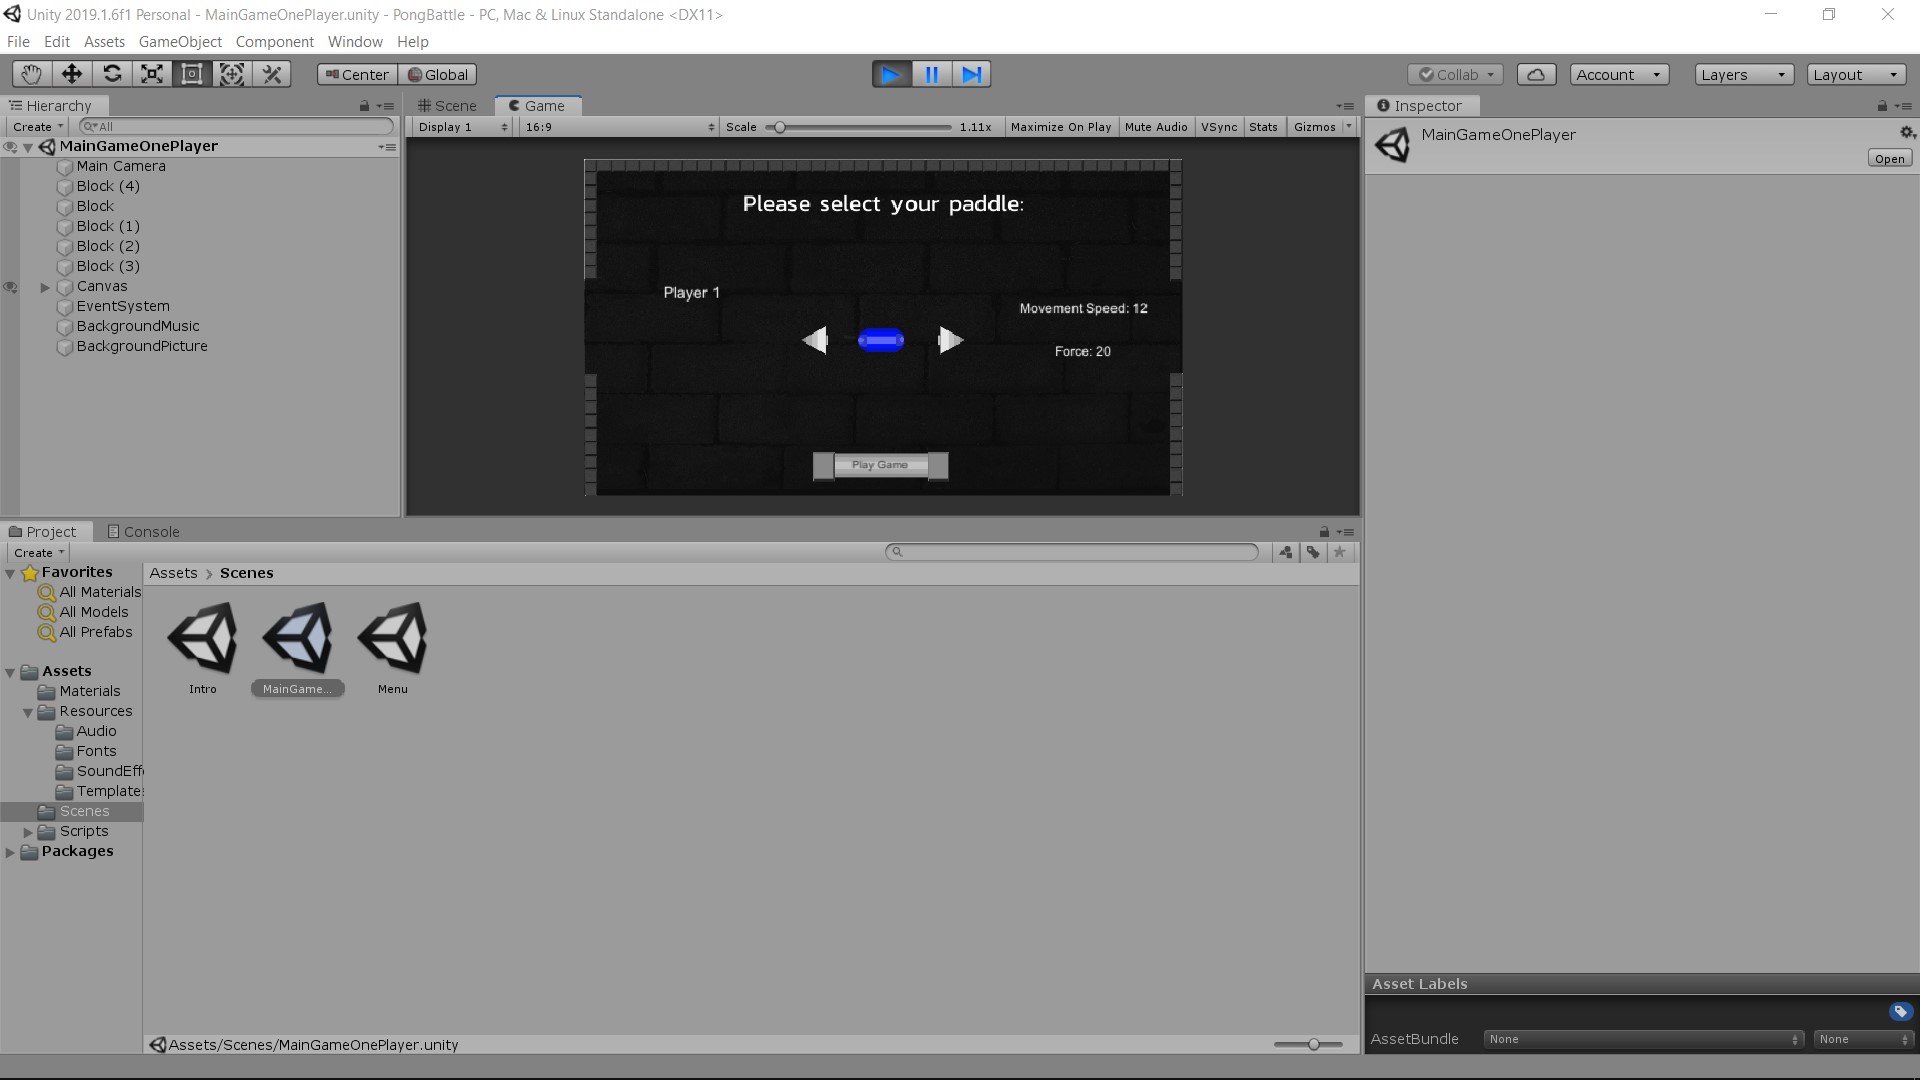 Unity 2019.1.6f1 Personal - MainGameOnePlayer.unity - PongBattle - PC, Mac & Linux Standalone <DX11>
File Edit Assets GameObject Component Window Help
Center Global Collab Account Layers Layout
Hierarchy
Create All
MainGameOnePlayer
Main Camera
Block (4)
Block
Block (1)
Block (2)
Block (3)
Canvas
EventSystem
BackgroundMusic
BackgroundPicture
Scene Game
Display 1 16:9 Scale 1.11x Maximize On Play Mute Audio VSync Stats Gizmos
Please select your paddle:
Player 1
Movement Speed: 12
Force: 20
Play Game
Inspector
MainGameOnePlayer
Open
Project Console
Create
Favorites
All Materials
All Models
All Prefabs
Assets
Materials
Resources
Audio
Fonts
SoundEff
Template
Scenes
Scripts
Packages
Assets > Scenes
Intro MainGame... Menu
Assets/Scenes/MainGameOnePlayer.unity
Asset Labels
AssetBundle None None